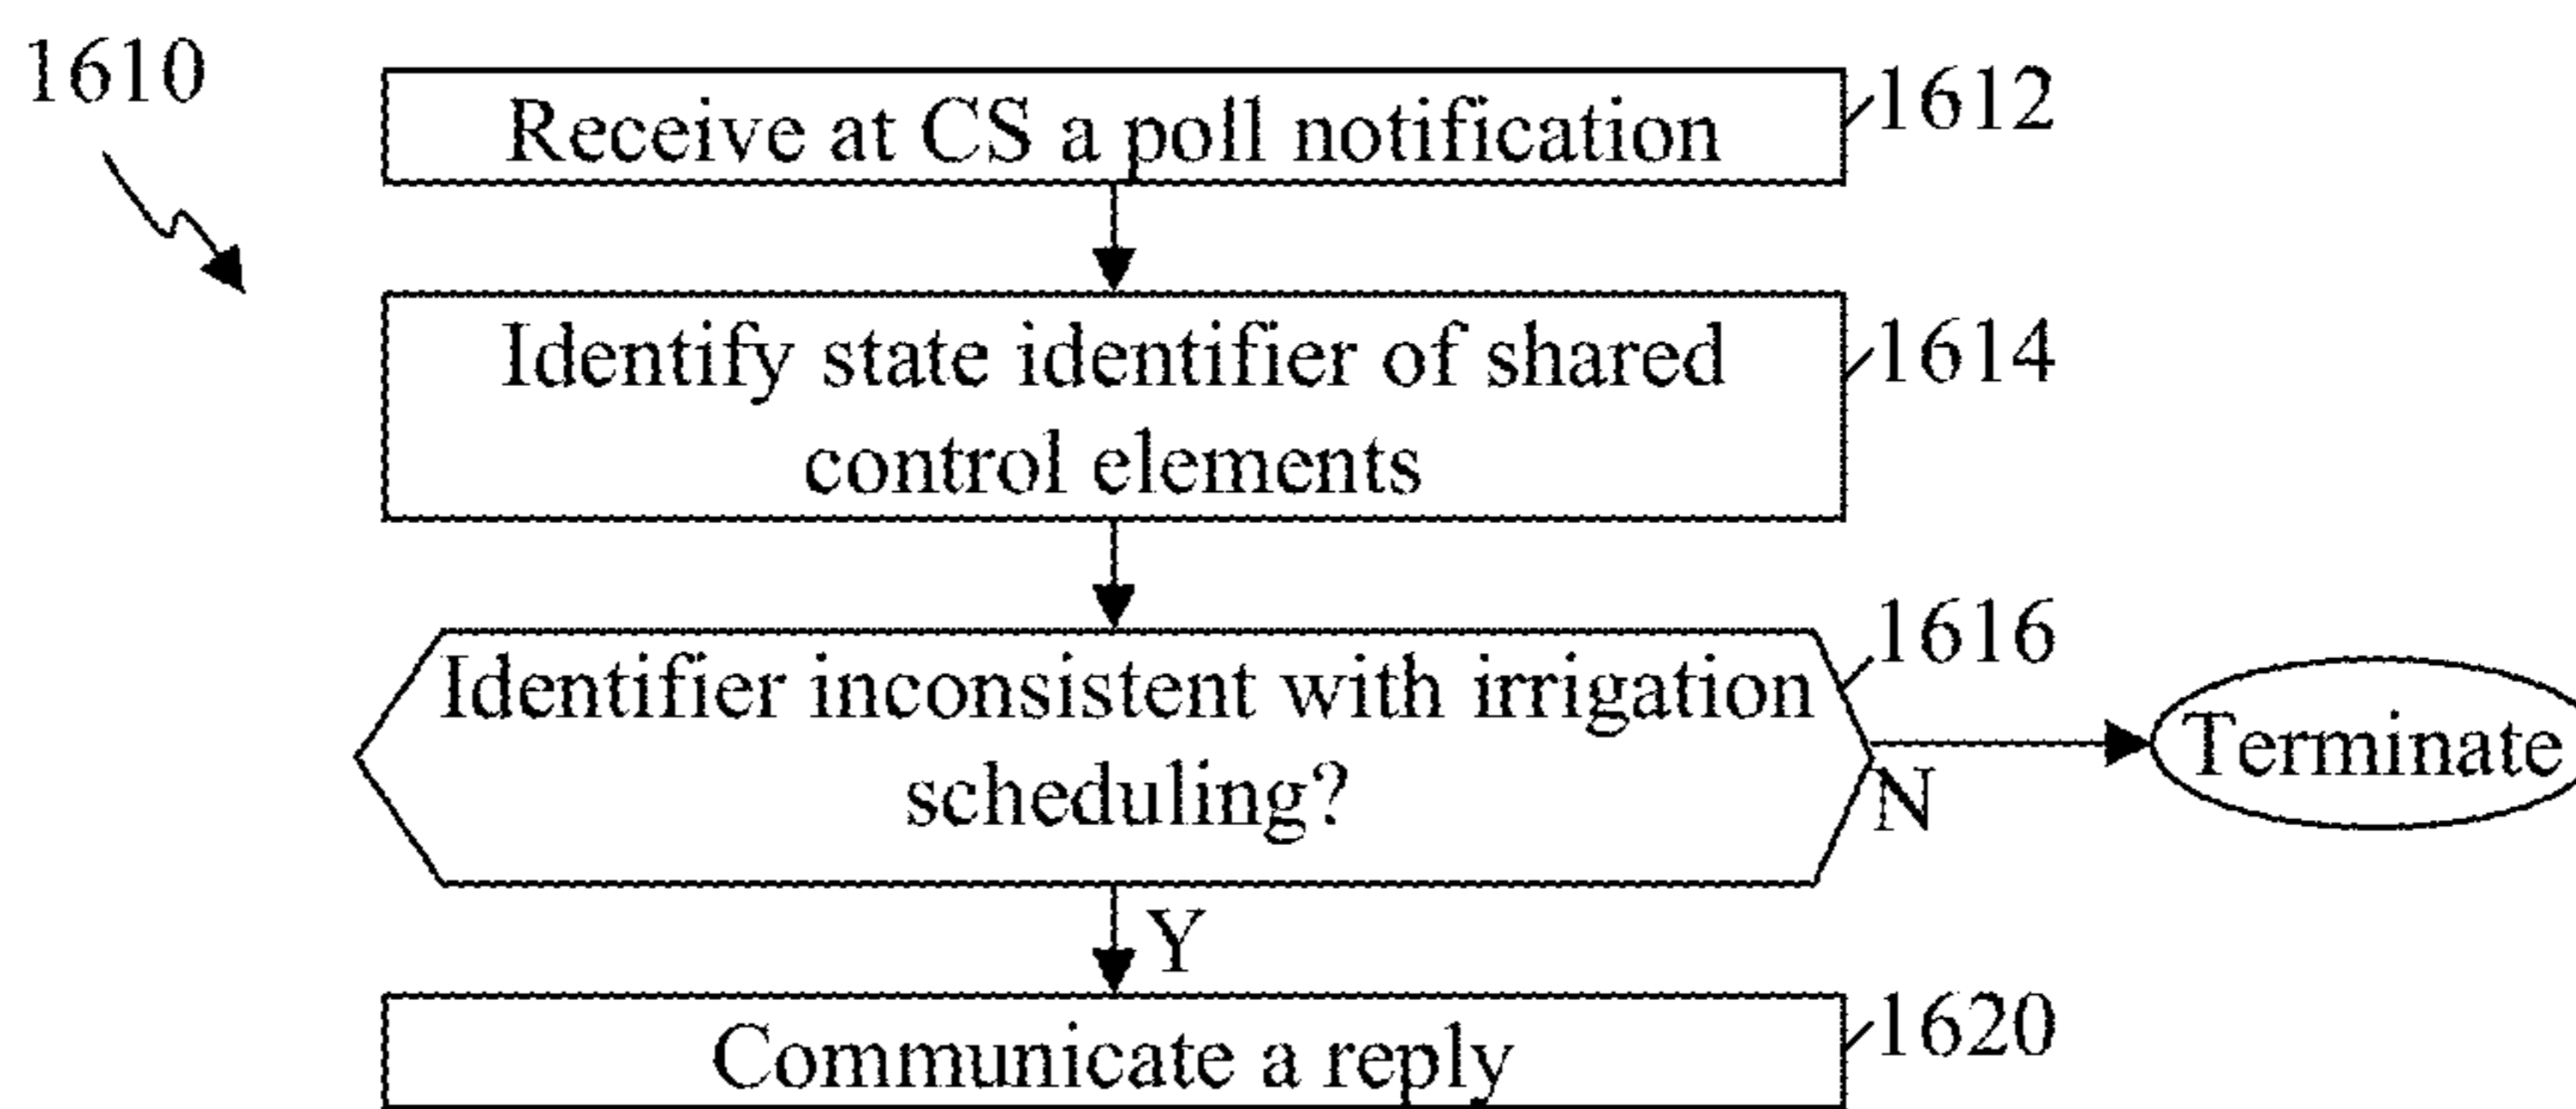 1610
Receive at CS a poll notification
1612
Identify state identifier of shared
control elements
1614
Identifier inconsistent with irrigation
scheduling?
1616
N
Terminate
Y
Communicate a reply
1620